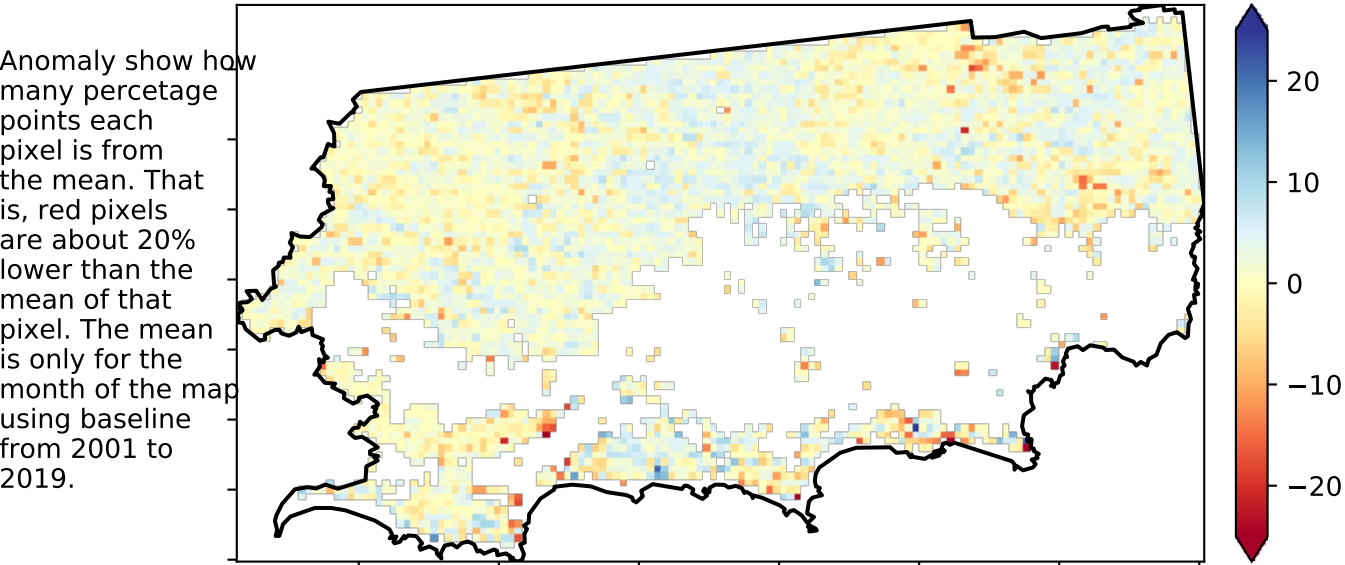 Anomaly show how
many percetage
points each
pixel is from
the mean. That
is, red pixels
are about 20%
lower than the
mean of that
pixel. The mean
is only for the
month of the map
using baseline
from 2001 to
2019.
20
10
0
−10
−20